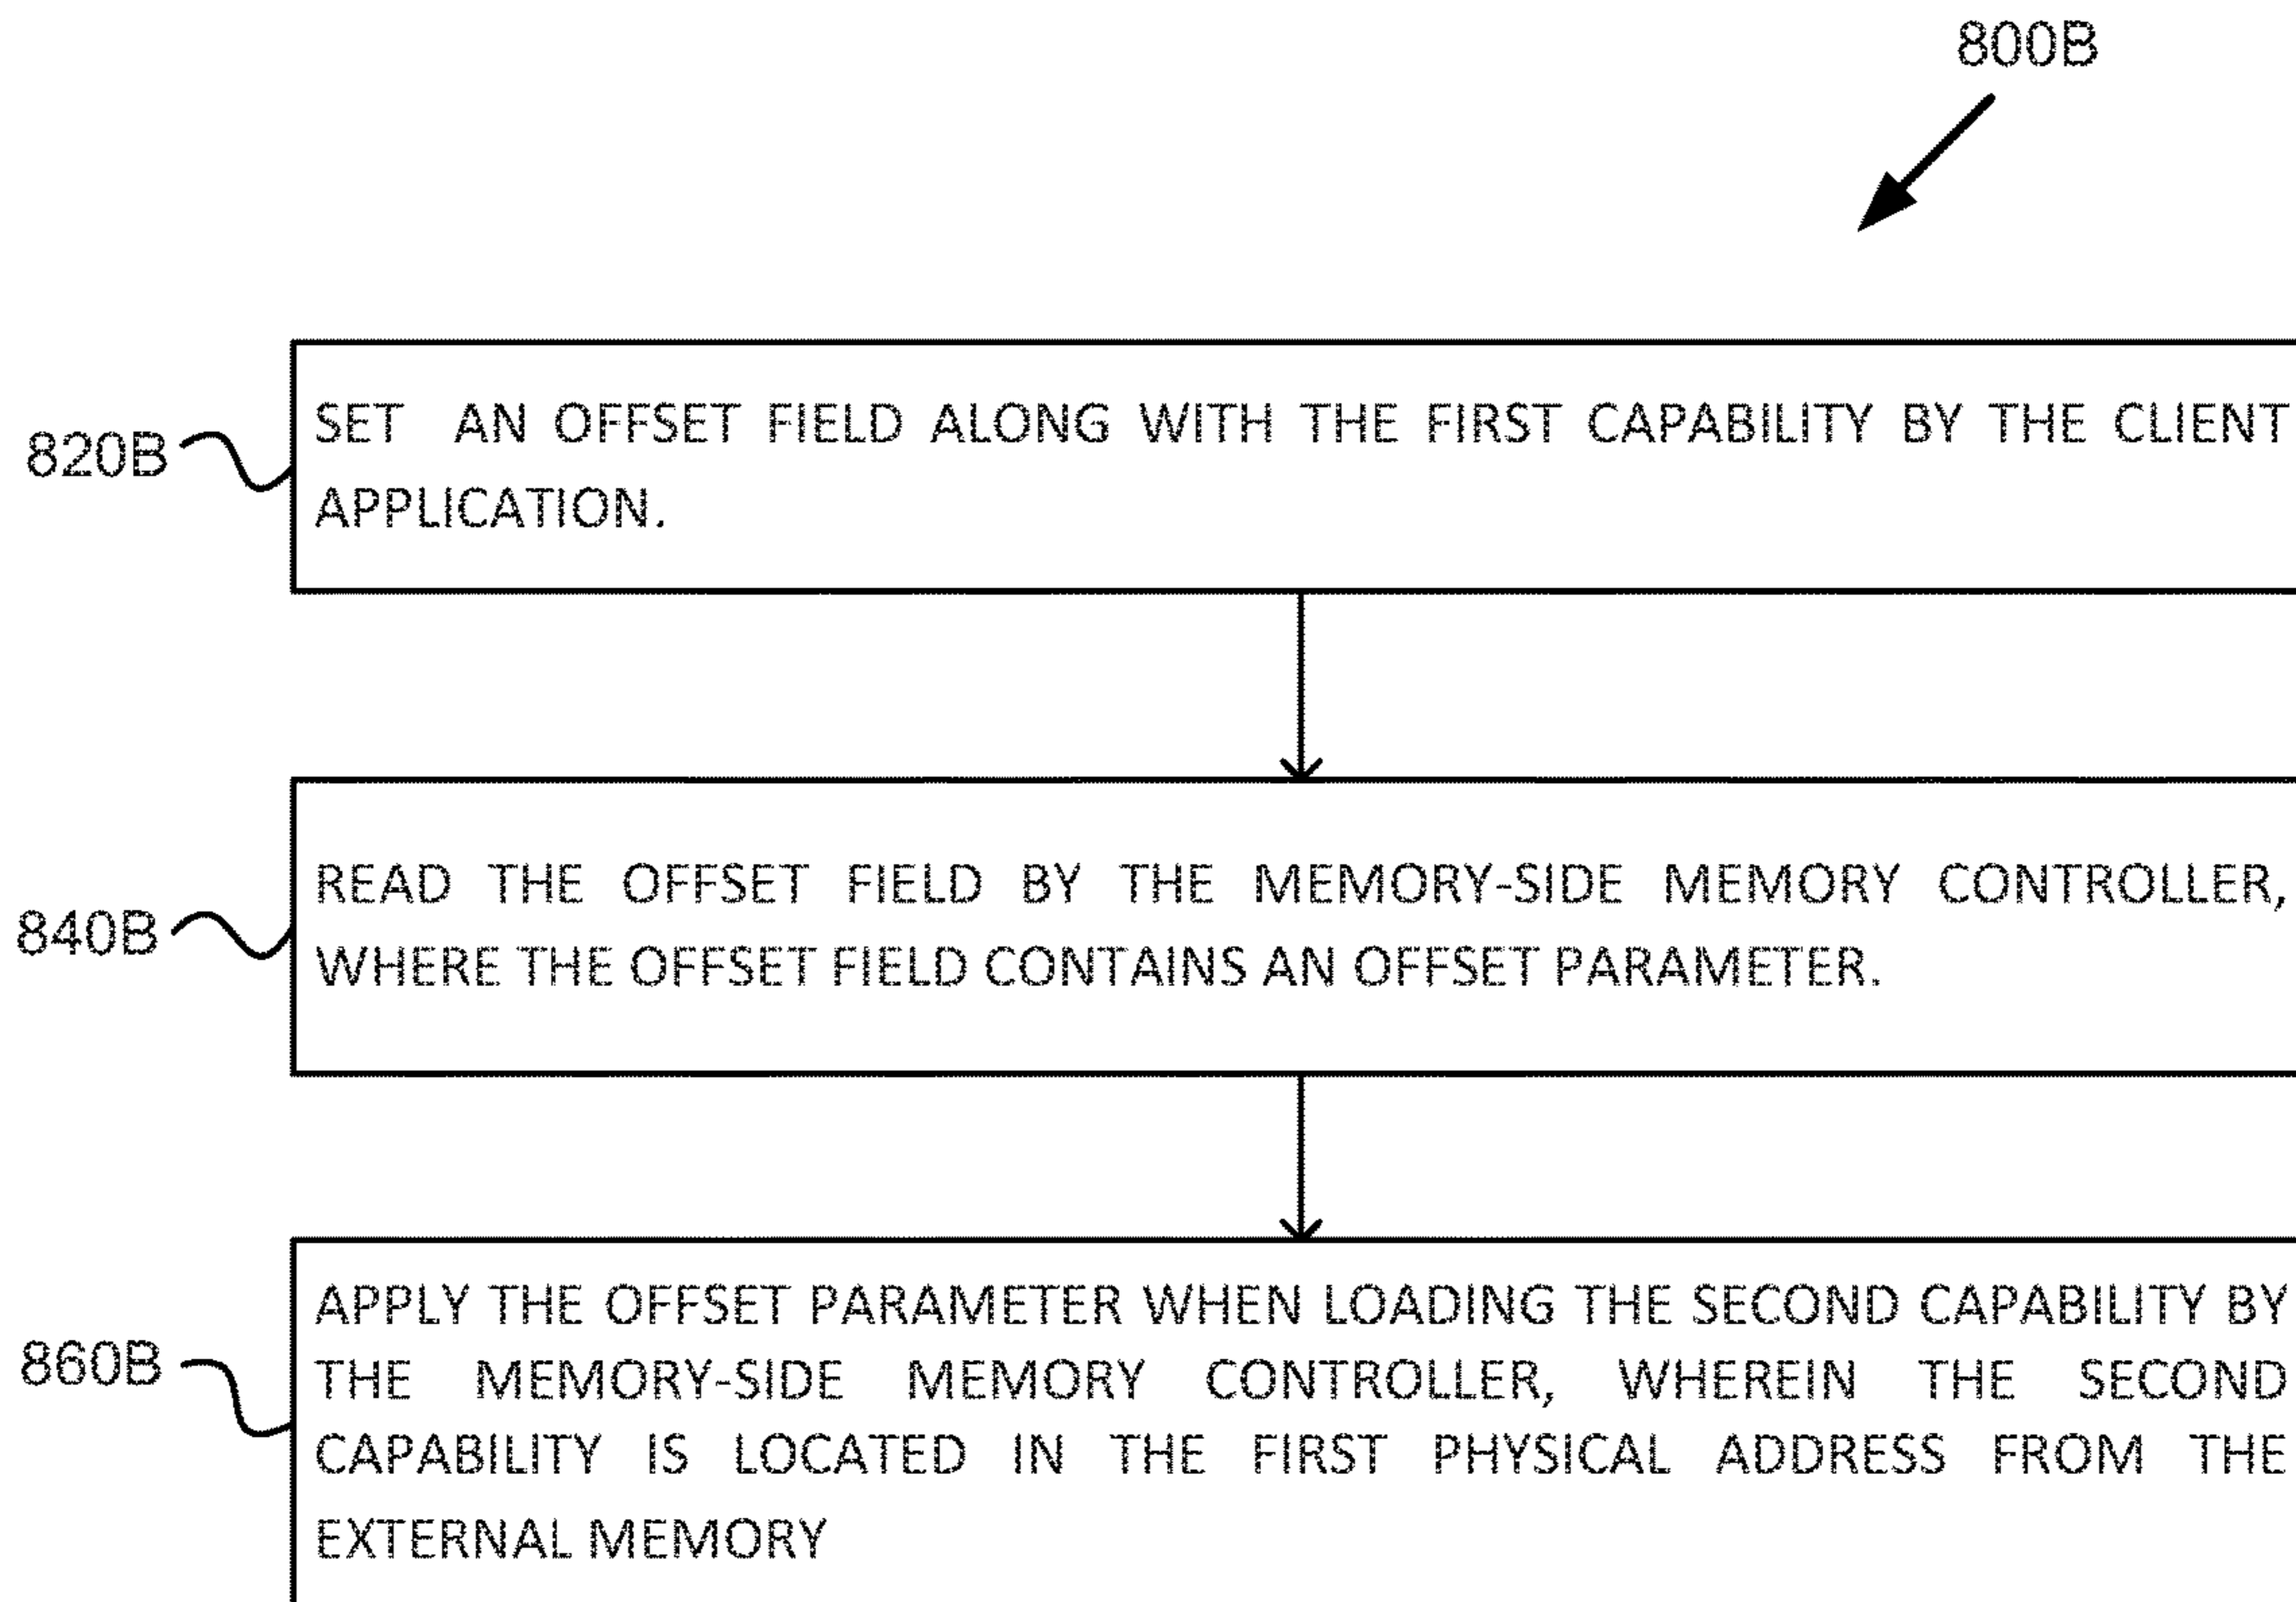 800B
820B
SET AN OFFSET FIELD ALONG WITH THE FIRST CAPABILITY BY THE CLIENT
APPLICATION.
840B
READ THE OFFSET FIELD BY THE MEMORY-SIDE MEMORY CONTROLLER,
WHERE THE OFFSET FIELD CONTAINS AN OFFSET PARAMETER.
860B
APPLY THE OFFSET PARAMETER WHEN LOADING THE SECOND CAPABILITY BY
THE MEMORY-SIDE MEMORY CONTROLLER, WHEREIN THE SECOND
CAPABILITY IS LOCATED IN THE FIRST PHYSICAL ADDRESS FROM THE
EXTERNAL MEMORY